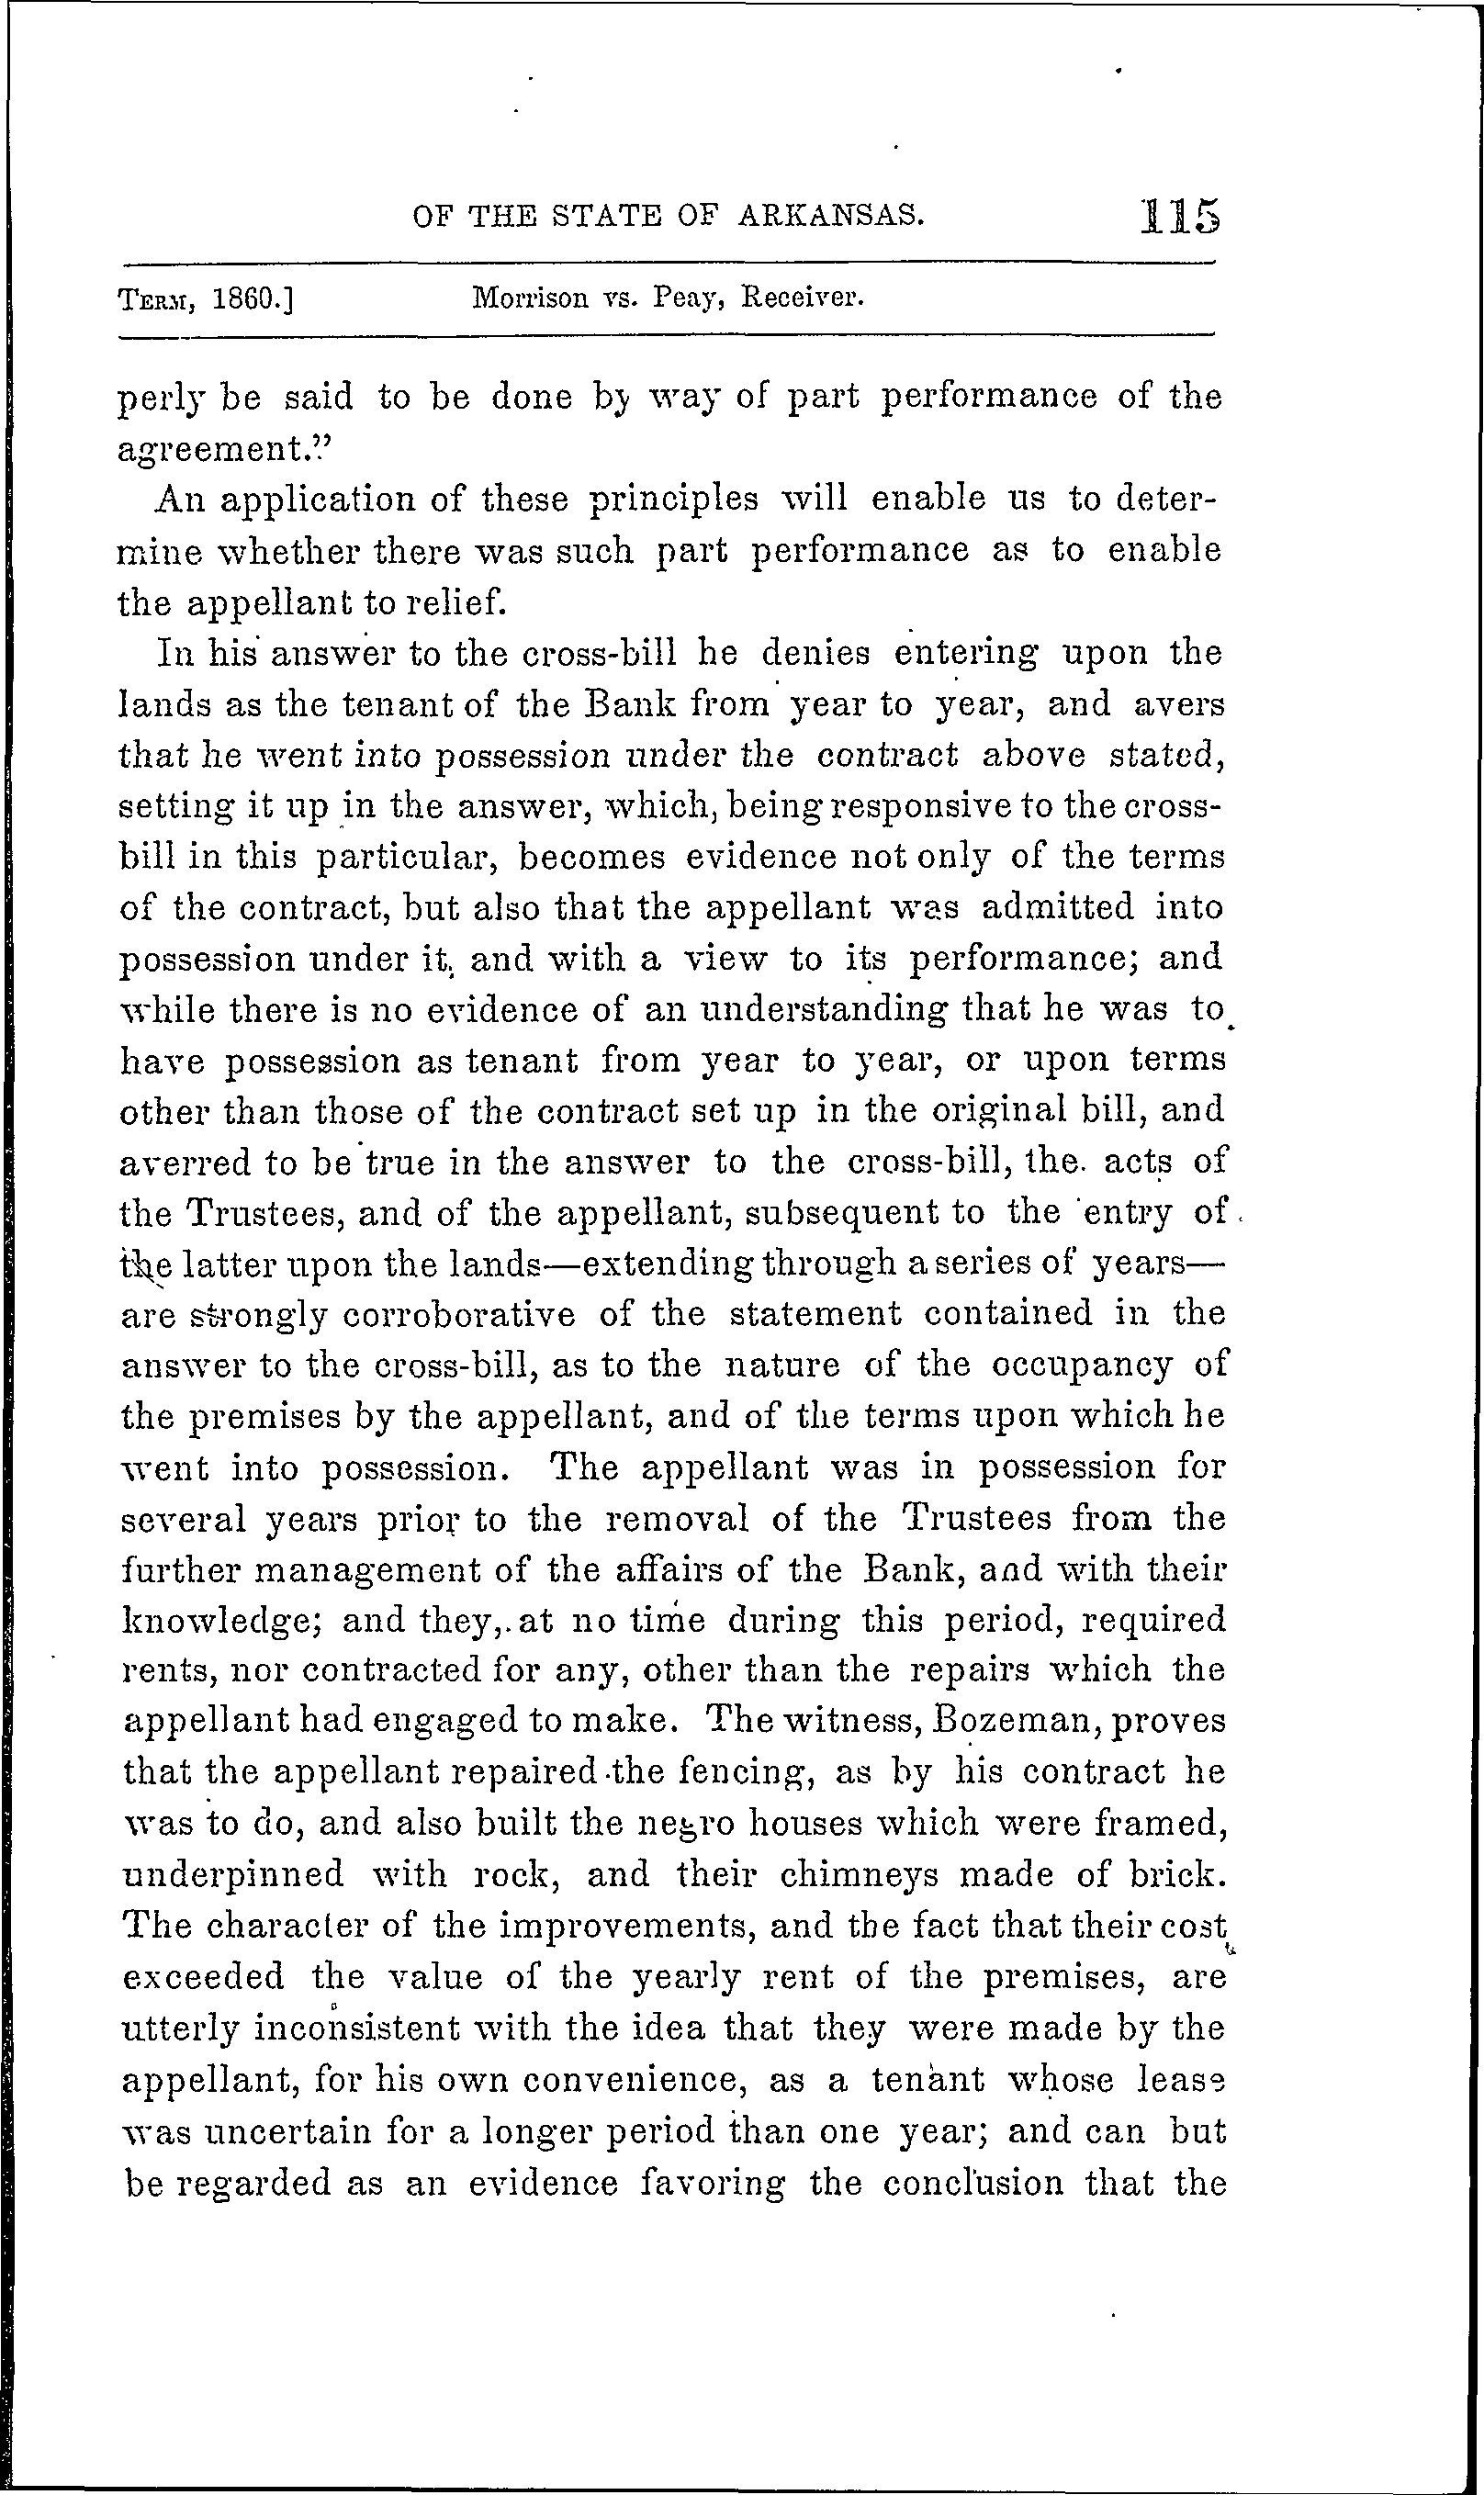 OF THE STATE OF ARKANSAS. 115
TERM, 1860.] Morrison vs. Peay, Receiver.
perly be said to be done by way of part performance of the
agreement."
An application of these principles will enable us to deter-
mine whether there was such part performance as to enable
the appellant to relief.
In his answer to the cross-bill he denies entering upon the
lands as the tenant of the Bank from year to year, and avers
that he went into possession under the contract above stated,
setting it up in the answer, which, being responsive to the cross-
bill in this particular, becomes evidence not only of the terms
of the contract, but also that the appellant was admitted into
possession under it, and with a view to its performance; and
while there is no evidence of an understanding that he was to
have possession as tenant from year to year, or upon terms
other than those of the contract set up in the original bill, and
averred to be true in the answer to the cross-bill, the acts of
the Trustees, and of the appellant, subsequent to the entry of
the latter upon the lands—extending through a series of years—
are strongly corroborative of the statement contained in the
answer to the cross-bill, as to the nature of the occupancy of
the premises by the appellant, and of the terms upon which he
went into possession. The appellant was in possession for
several years prior to the removal of the Trustees from the
further management of the affairs of the Bank, and with their
knowledge; and they, at no time during this period, required
rents, nor contracted for any, other than the repairs which the
appellant had engaged to make. The witness, Bozeman, proves
that the appellant repaired the fencing, as by his contract he
was to do, and also built the negro houses which were framed,
underpinned with rock, and their chimneys made of brick.
The character of the improvements, and the fact that their cost
exceeded the value of the yearly rent of the premises, are
utterly inconsistent with the idea that they were made by the
appellant, for his own convenience, as a tenant whose lease
was uncertain for a longer period than one year; and can but
be regarded as an evidence favoring the conclusion that the